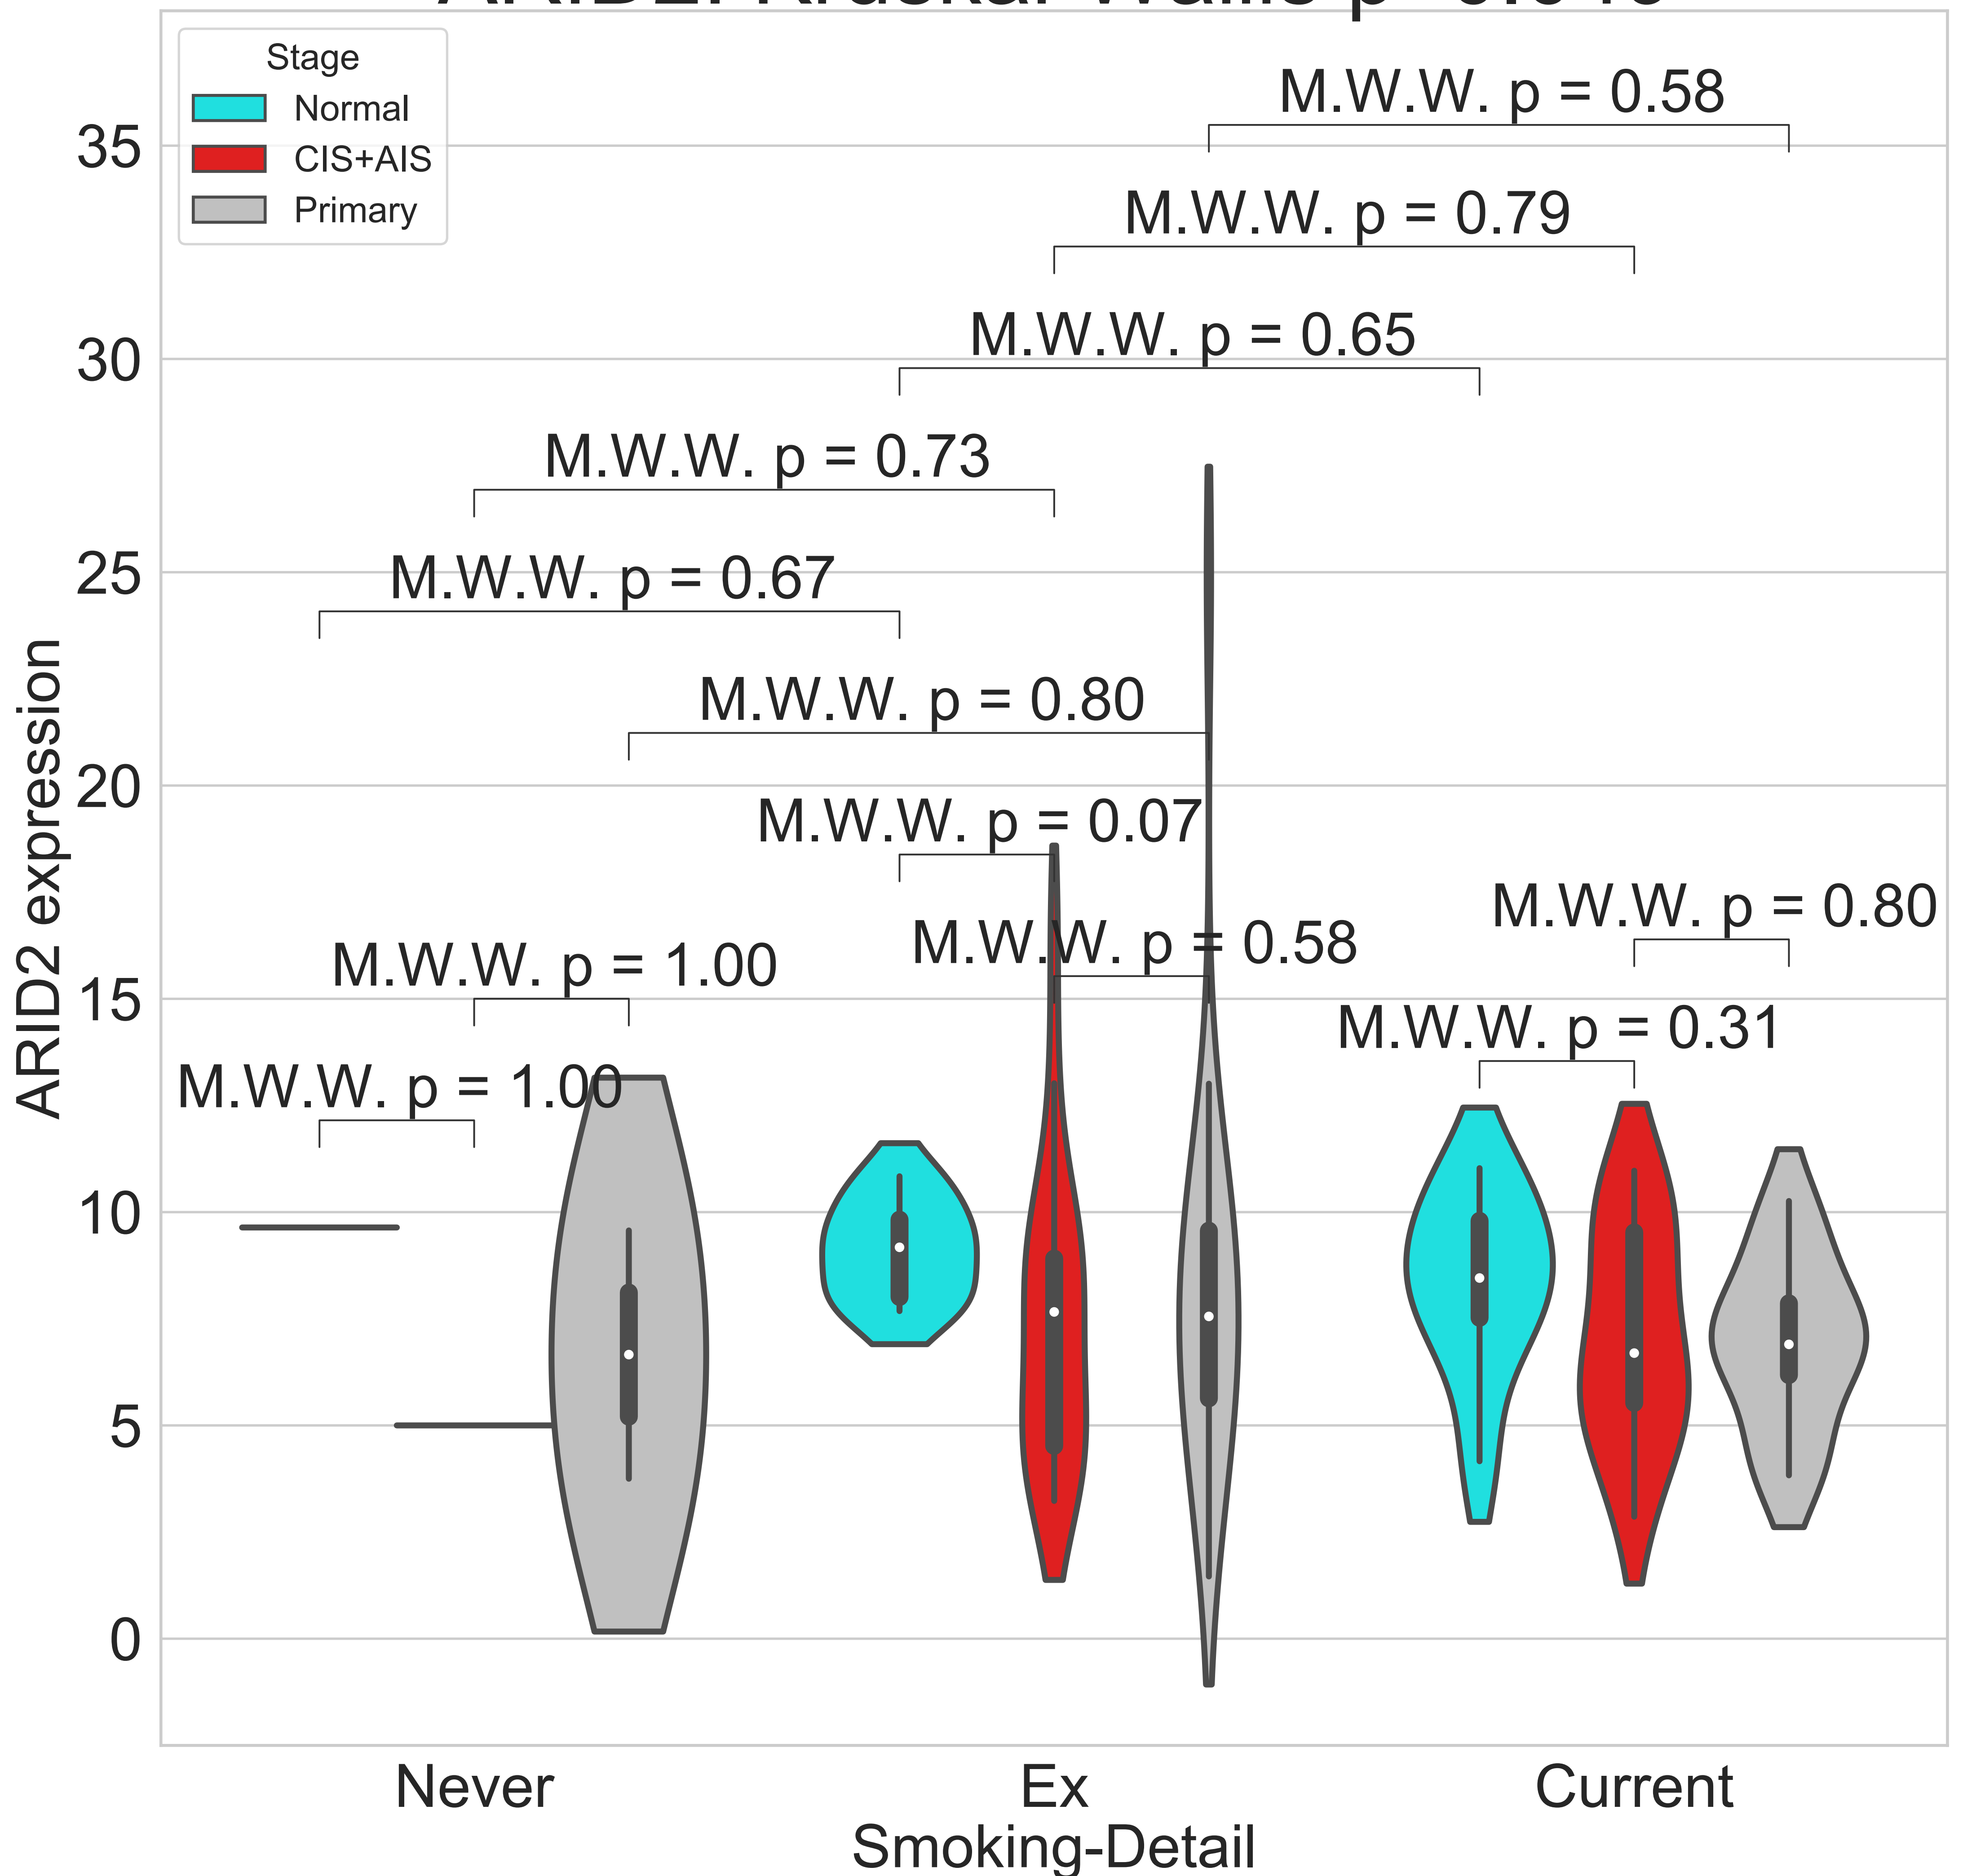 Stage
Normal
CIS+AIS
Primary
M.W.W. p = 0.58
M.W.W. p = 0.79
M.W.W. p = 0.65
M.W.W. p = 0.73
M.W.W. p = 0.67
M.W.W. p = 0.80
M.W.W. p = 0.07
M.W.W. p = 0.58
M.W.W. p = 0.80
M.W.W. p = 1.00
M.W.W. p = 0.31
M.W.W. p = 1.00
35
30
25
20
15
10
5
0
ARID2 expression
Never Ex Current
Smoking-Detail